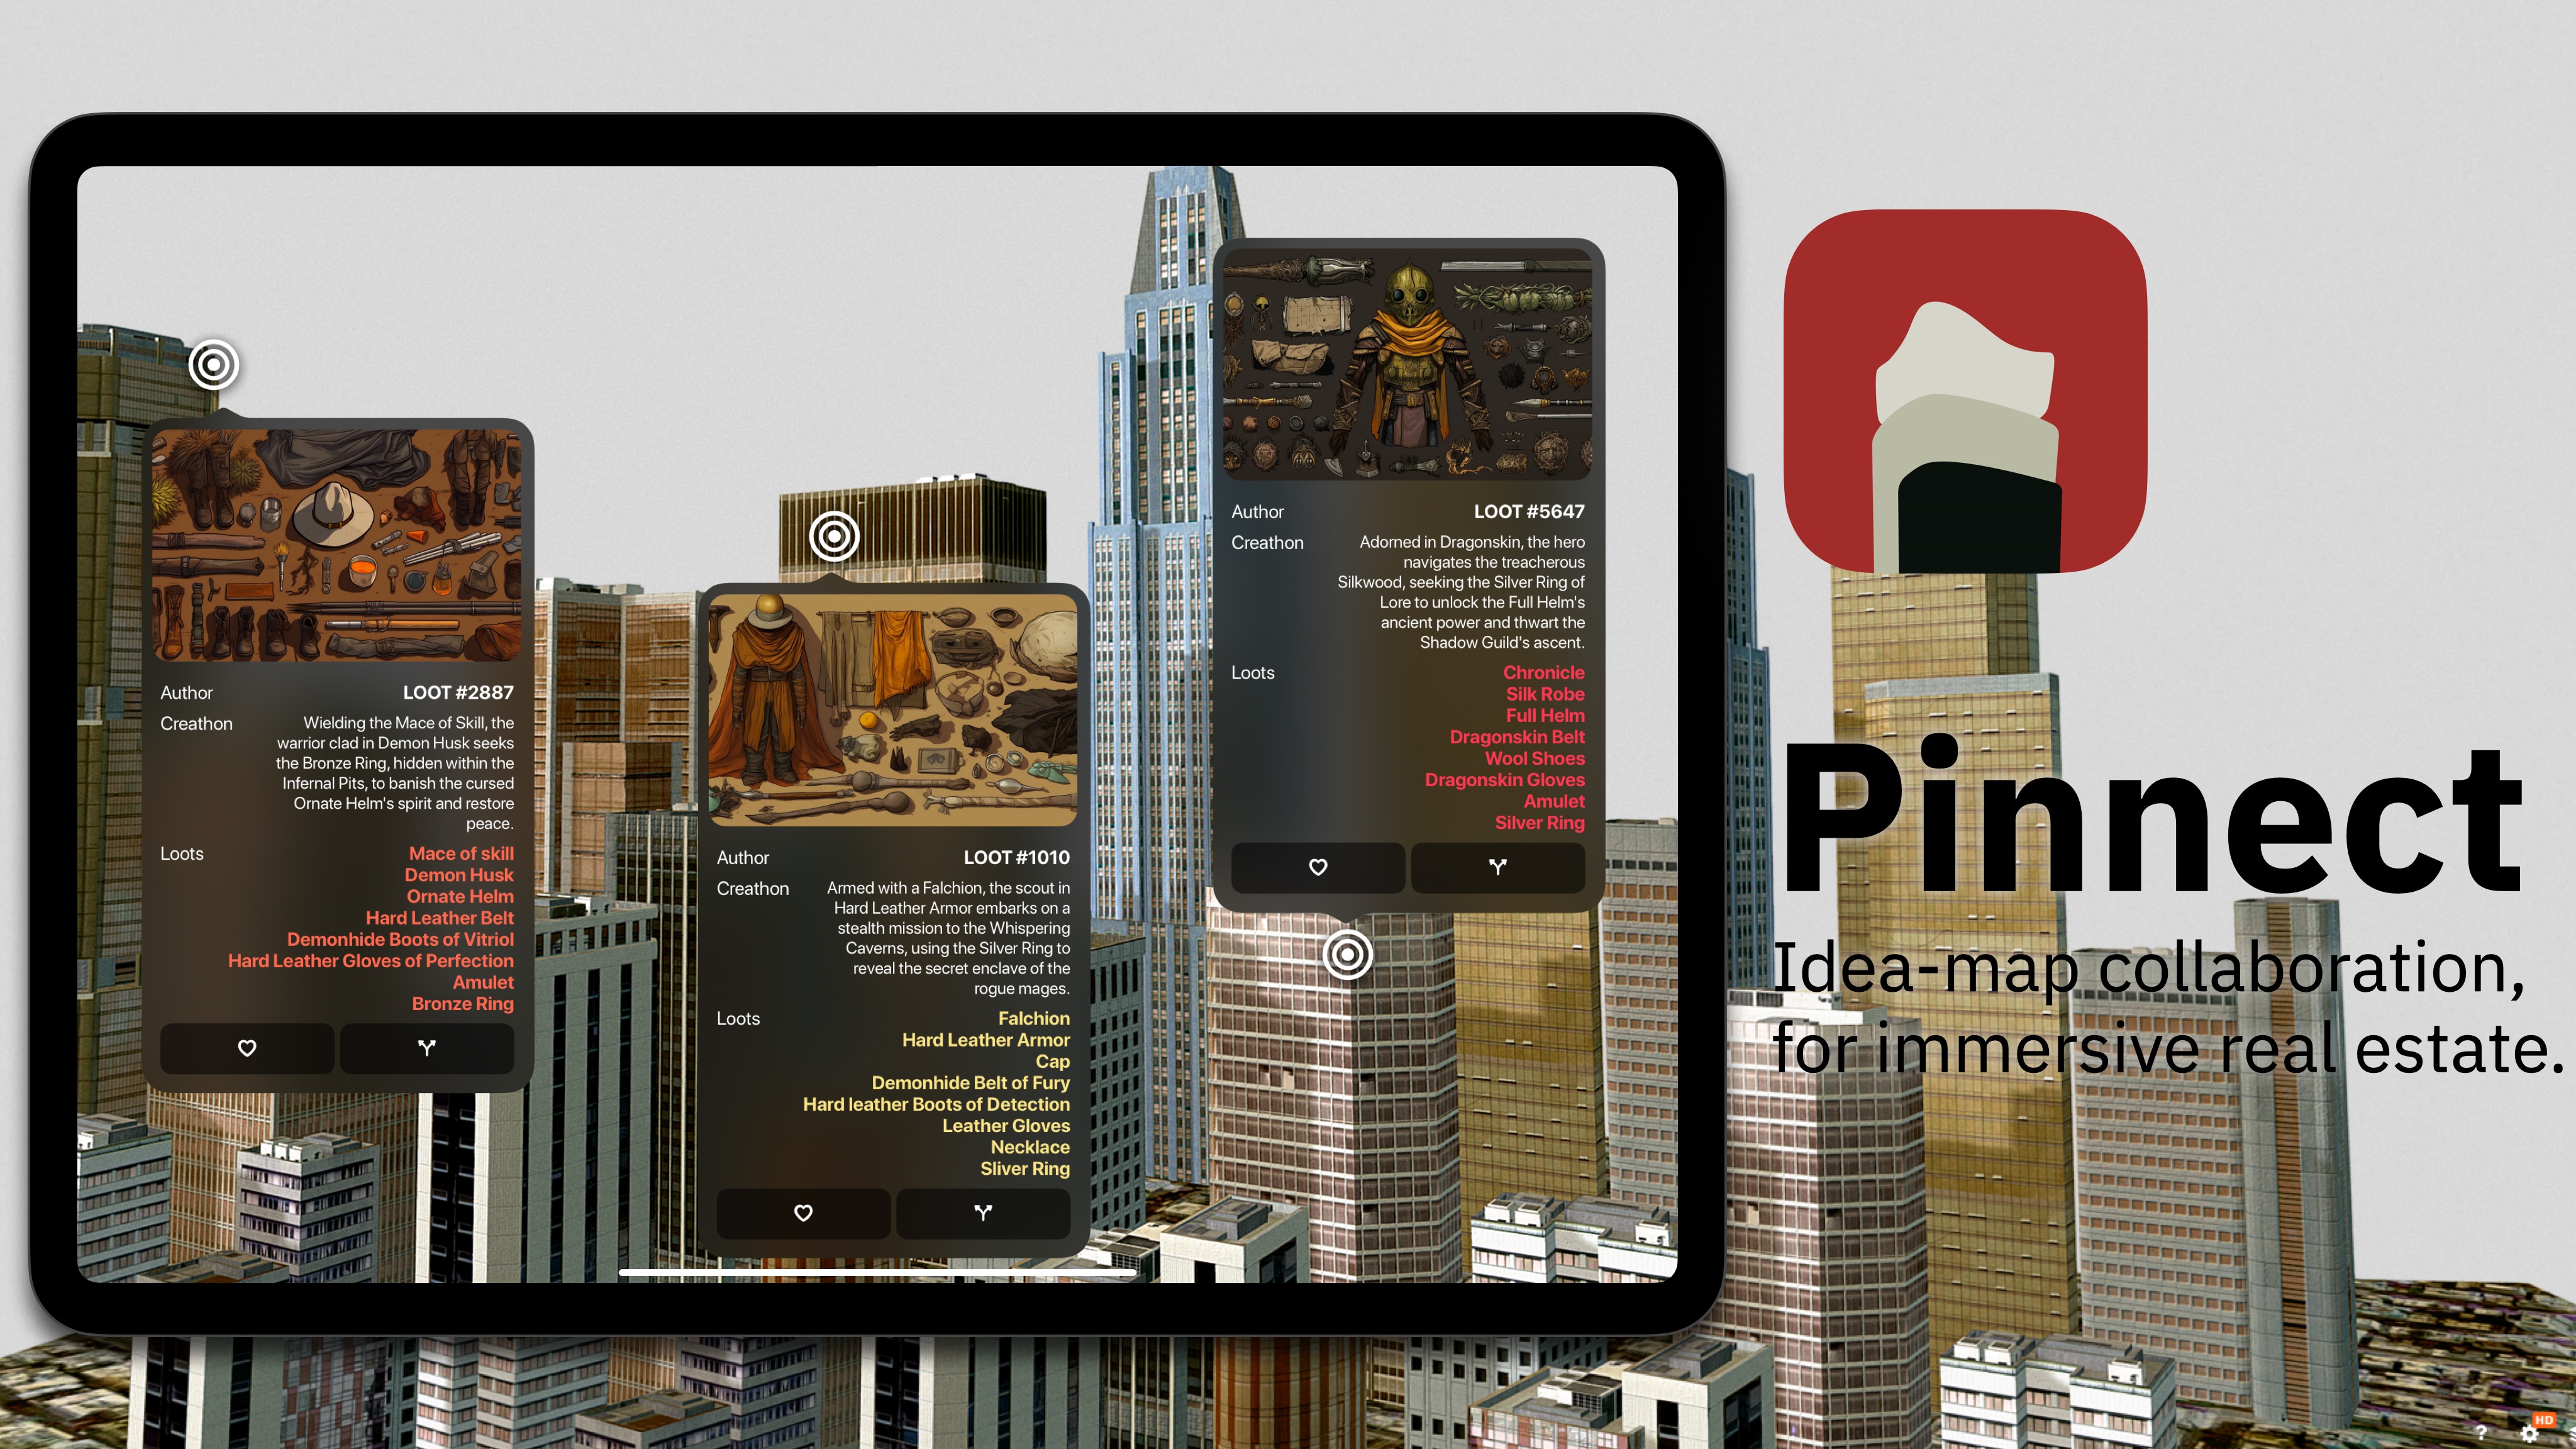 Author LOOT #2887
Creathon Wielding the Mace of Skill, the
warrior clad in Demon Husk seeks
the Bronze Ring, hidden within the
Infernal Pits, to banish the cursed
Ornate Helm's spirit and restore
peace.
Loots Mace of skill
Demon Husk
Ornate Helm
Hard Leather Belt
Demonhide Boots of Vitriol
Hard Leather Gloves of Perfection
Amulet
Bronze Ring
Author LOOT #1010
Creathon Armed with a Falchion, the scout in
Hard Leather Armor embarks on a
stealth mission to the Whispering
Caverns, using the Silver Ring to
reveal the secret enclave of the
rogue mages.
Loots Falchion
Hard Leather Armor
Cap
Demonhide Belt of Fury
Hard leather Boots of Detection
Leather Gloves
Necklace
Sliver Ring
Author LOOT #5647
Creathon Adorned in Dragonskin, the hero
navigates the treacherous
Silkwood, seeking the Silver Ring of
Lore to unlock the Full Helm's
ancient power and thwart the
Shadow Guild's ascent.
Loots Chronicle
Silk Robe
Full Helm
Dragonskin Belt
Wool Shoes
Dragonskin Gloves
Amulet
Silver Ring
Pinnect
Idea-map collaboration,
for immersive real estate.
? HD